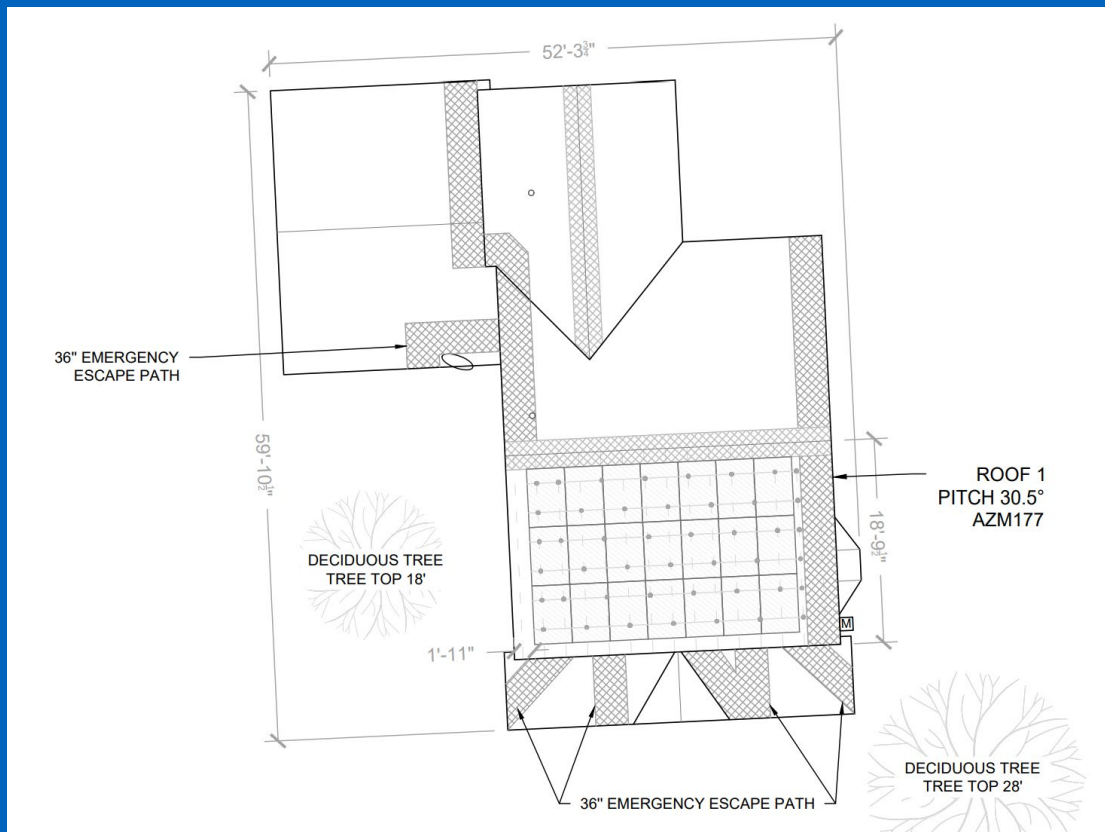 52'-3¾"
36" EMERGENCY
ESCAPE PATH
59'-10½"
ROOF 1
PITCH 30.5°
AZM177
18'-9½"
DECIDUOUS TREE
TREE TOP 18'
M
1'-11"
DECIDUOUS TREE
TREE TOP 28'
36" EMERGENCY ESCAPE PATH